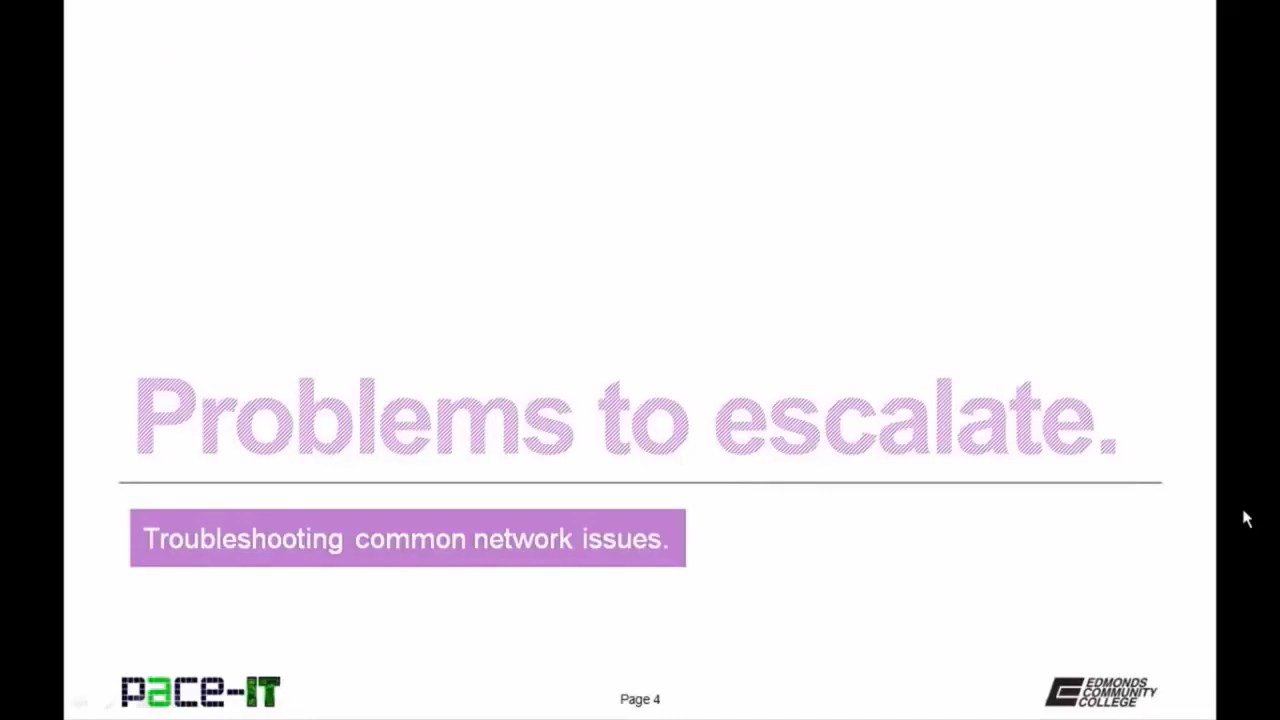 Problems to escalate.
Troubleshooting common network issues.
pace-IT
Page 4
EDMONDS
COMMUNITY
COLLEGE